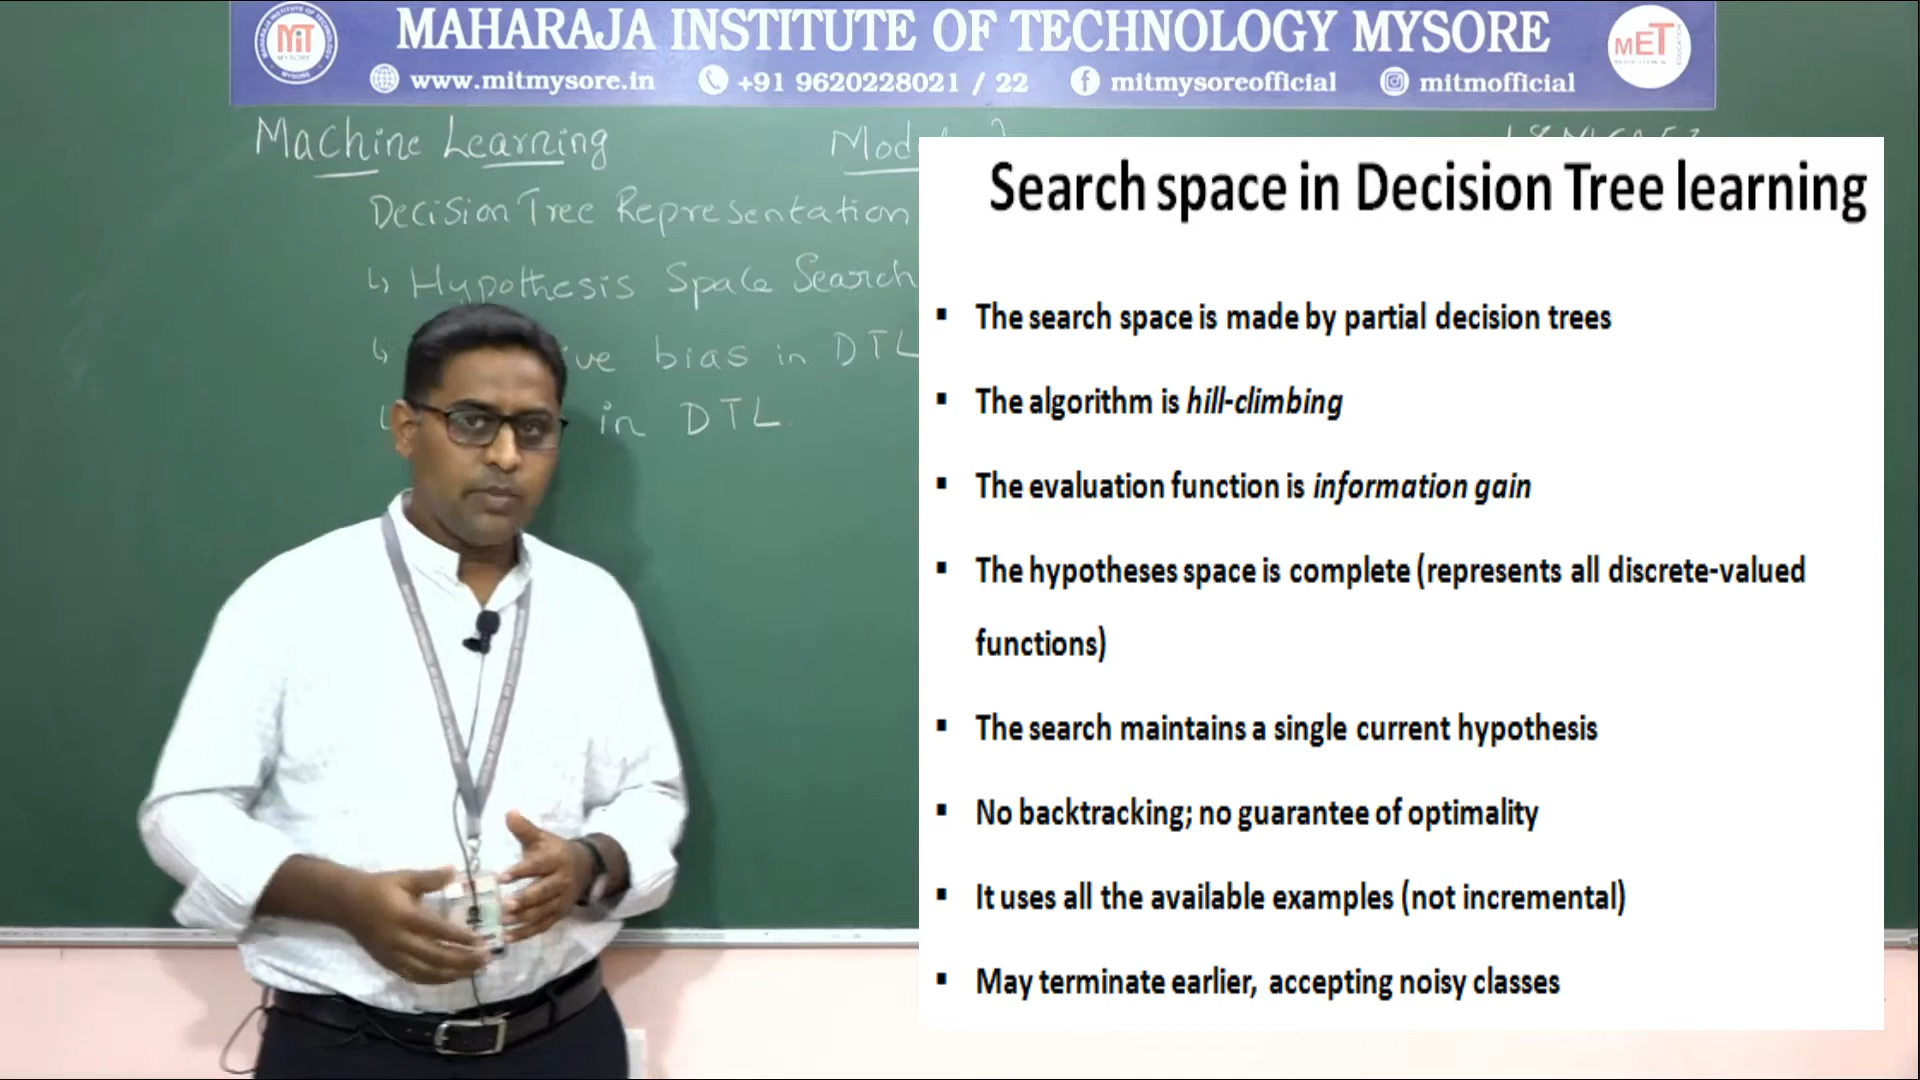 MAHARAJA INSTITUTE OF TECHNOLOGY MYSORE
www.mitmysore.in +91 9620228021 / 22 mitmysoreofficial mitmofficial
MiT
MYSORE
MET
Machine Learning
Decision Tree Representation
↳ Hypothesis Space Search
bias in DTL
in DTL
Search space in Decision Tree learning
▪ The search space is made by partial decision trees
▪ The algorithm is hill-climbing
▪ The evaluation function is information gain
▪ The hypotheses space is complete (represents all discrete-valued
functions)
▪ The search maintains a single current hypothesis
▪ No backtracking; no guarantee of optimality
▪ It uses all the available examples (not incremental)
▪ May terminate earlier, accepting noisy classes